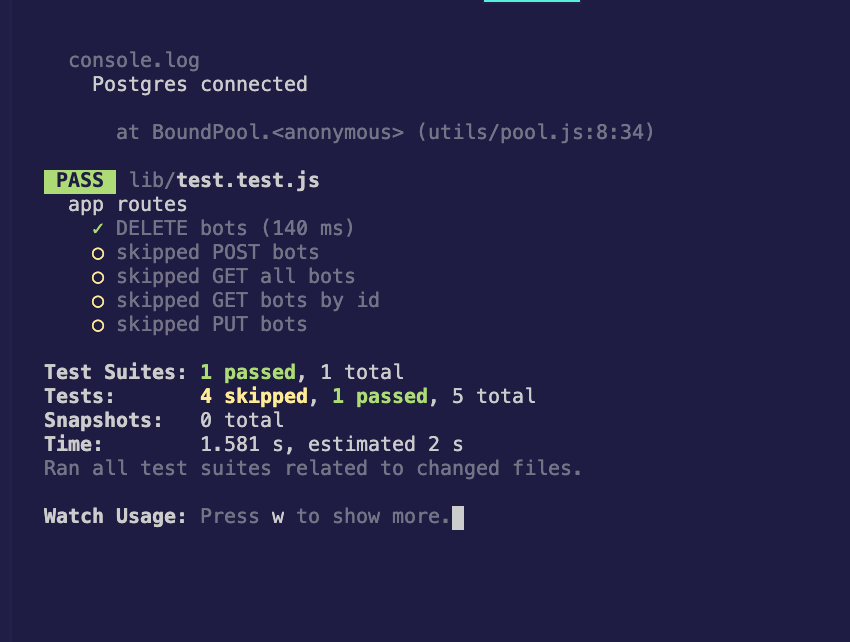 console.log
Postgres connected
at BoundPool.<anonymous> (utils/pool.js:8:34)
PASS lib/test.test.js
app routes
✓ DELETE bots (140 ms)
○ skipped POST bots
○ skipped GET all bots
○ skipped GET bots by id
○ skipped PUT bots
Test Suites: 1 passed, 1 total
Tests: 4 skipped, 1 passed, 5 total
Snapshots: 0 total
Time: 1.581 s, estimated 2 s
Ran all test suites related to changed files.
Watch Usage: Press w to show more.